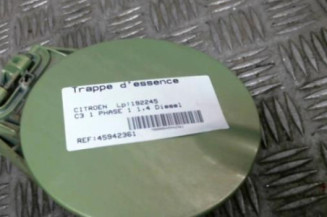 Trappe d'essence
CITROEN Lp:192245
C3 1 PHASE 1 1.4 Diesel
REF:45942361